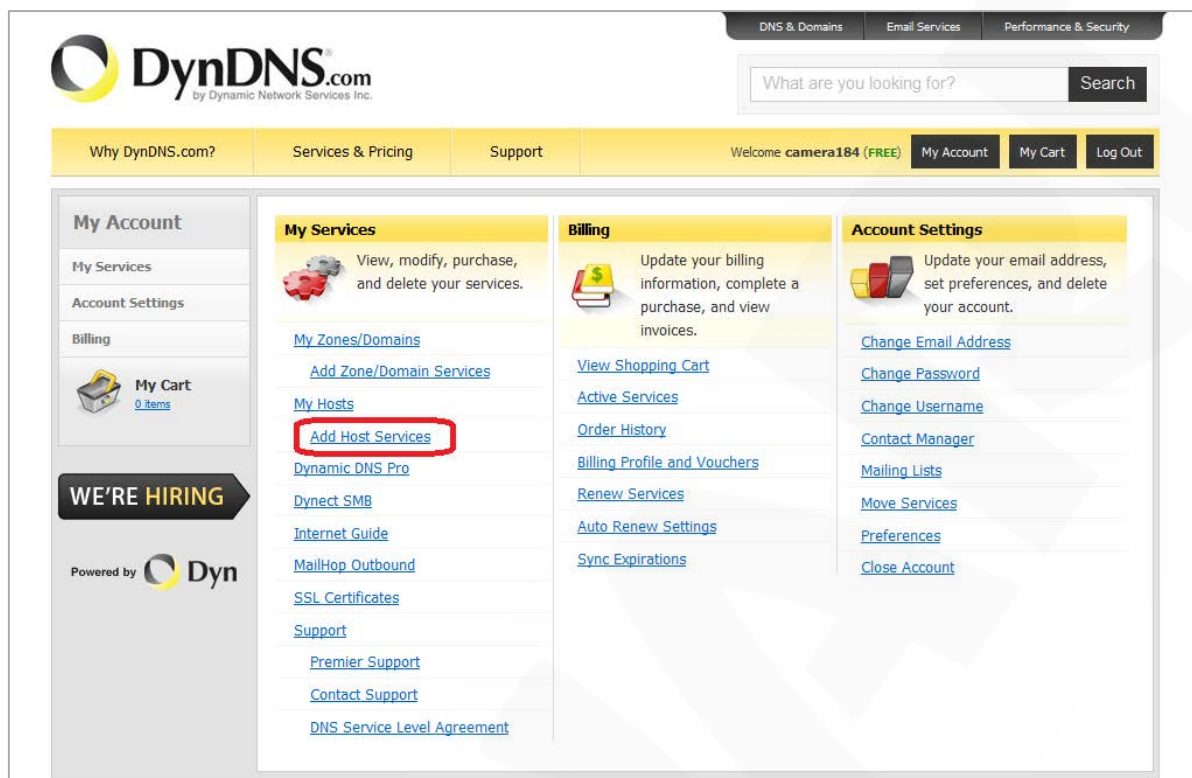 DNS & Domains Email Services Performance & Security
DynDNS.com
by Dynamic Network Services Inc.
What are you looking for? Search
Why DynDNS.com? Services & Pricing Support Welcome camera184 (FREE) My Account My Cart Log Out
My Account
My Services
Account Settings
Billing
My Cart
0 items
WE'RE HIRING
Powered by Dyn
My Services
View, modify, purchase,
and delete your services.
My Zones/Domains
Add Zone/Domain Services
My Hosts
Add Host Services
Dynamic DNS Pro
Dynect SMB
Internet Guide
MailHop Outbound
SSL Certificates
Support
Premier Support
Contact Support
DNS Service Level Agreement
Billing
$
Update your billing
information, complete a
purchase, and view
invoices.
View Shopping Cart
Active Services
Order History
Billing Profile and Vouchers
Renew Services
Auto Renew Settings
Sync Expirations
Account Settings
Update your email address,
set preferences, and delete
your account.
Change Email Address
Change Password
Change Username
Contact Manager
Mailing Lists
Move Services
Preferences
Close Account